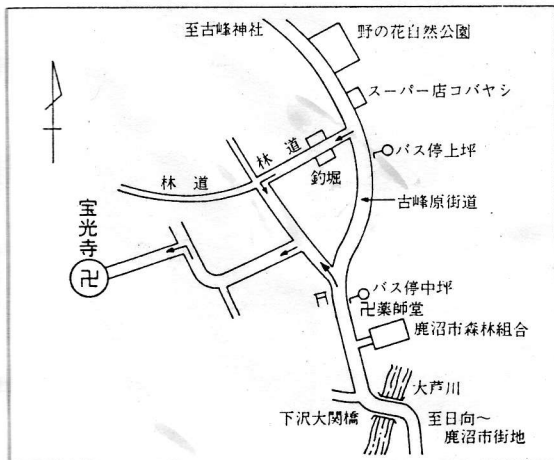 至古峰神社
野の花自然公園
スーパー店コバヤシ
バス停上坪
林道
釣堀
林道
古峰原街道
宝光寺
卍
バス停中坪
卍薬師堂
鹿沼市森林組合
大芦川
下沢大関橋
至日向～
鹿沼市街地